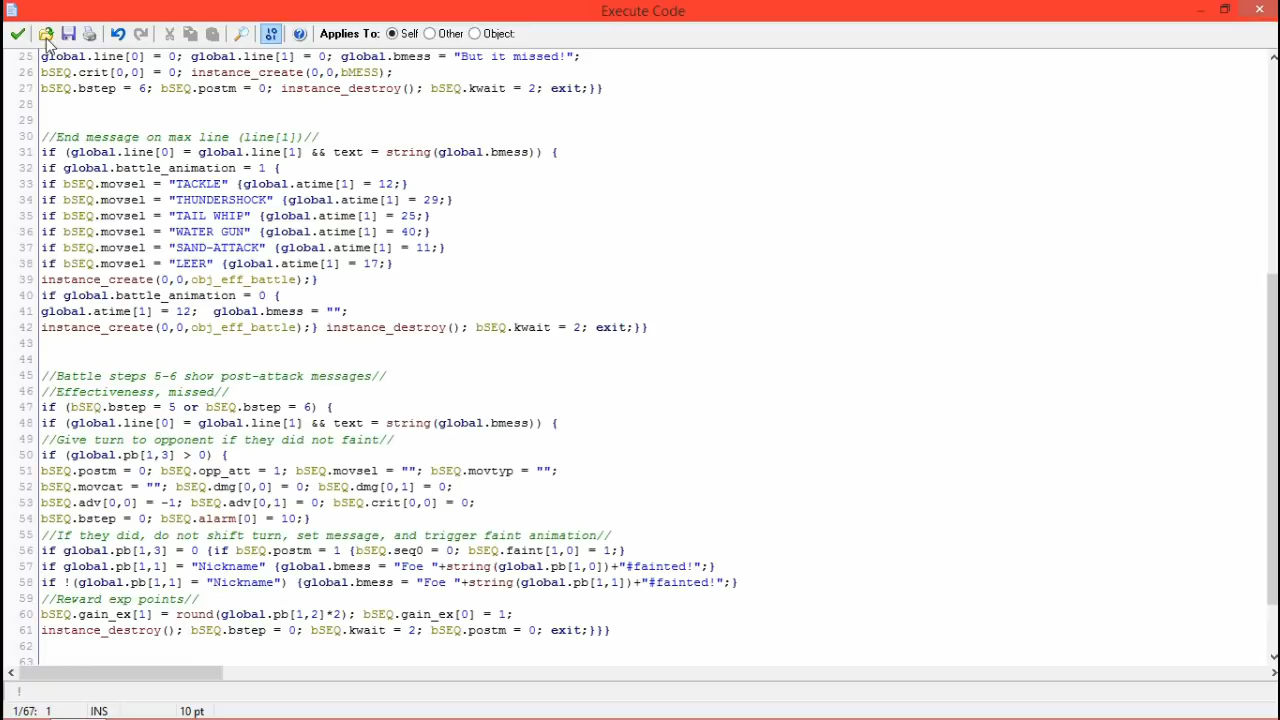 Execute Code
Applies To: Self Other Object:
25 global.line[0] = 0; global.line[1] = 0; global.bmess = "But it missed!";
26 bSEQ.crit[0,0] = 0; instance_create(0,0,bMESS);
27 bSEQ.bstep = 6; bSEQ.postm = 0; instance_destroy(); bSEQ.kwait = 2; exit;}}
28
29
30 //End message on max line (line[1])//
31 if (global.line[0] = global.line[1] && text = string(global.bmess)) {
32 if global.battle_animation = 1 {
33 if bSEQ.movsel = "TACKLE" {global.atime[1] = 12;}
34 if bSEQ.movsel = "THUNDERSHOCK" {global.atime[1] = 29;}
35 if bSEQ.movsel = "TAIL WHIP" {global.atime[1] = 25;}
36 if bSEQ.movsel = "WATER GUN" {global.atime[1] = 40;}
37 if bSEQ.movsel = "SAND-ATTACK" {global.atime[1] = 11;}
38 if bSEQ.movsel = "LEER" {global.atime[1] = 17;}
39 instance_create(0,0,obj_eff_battle);}
40 if global.battle_animation = 0 {
41 global.atime[1] = 12;  global.bmess = "";
42 instance_create(0,0,obj_eff_battle);} instance_destroy(); bSEQ.kwait = 2; exit;}}
43
44
45 //Battle steps 5-6 show post-attack messages//
46 //Effectiveness, missed//
47 if (bSEQ.bstep = 5 or bSEQ.bstep = 6) {
48 if (global.line[0] = global.line[1] && text = string(global.bmess)) {
49 //Give turn to opponent if they did not faint//
50 if (global.pb[1,3] > 0) {
51 bSEQ.postm = 0; bSEQ.opp_att = 1; bSEQ.movsel = ""; bSEQ.movtyp = "";
52 bSEQ.movcat = ""; bSEQ.dmg[0,0] = 0; bSEQ.dmg[0,1] = 0;
53 bSEQ.adv[0,0] = -1; bSEQ.adv[0,1] = 0; bSEQ.crit[0,0] = 0;
54 bSEQ.bstep = 0; bSEQ.alarm[0] = 10;}
55 //If they did, do not shift turn, set message, and trigger faint animation//
56 if global.pb[1,3] = 0 {if bSEQ.postm = 1 {bSEQ.seq0 = 0; bSEQ.faint[1,0] = 1;}
57 if global.pb[1,1] = "Nickname" {global.bmess = "Foe "+string(global.pb[1,0])+"#fainted!";}
58 if !(global.pb[1,1] = "Nickname") {global.bmess = "Foe "+string(global.pb[1,1])+"#fainted!";}
59 //Reward exp points//
60 bSEQ.gain_ex[1] = round(global.pb[1,2]*2); bSEQ.gain_ex[0] = 1;
61 instance_destroy(); bSEQ.bstep = 0; bSEQ.kwait = 2; bSEQ.postm = 0; exit;}}}
62
63
!
1/67: 1 INS 10 pt